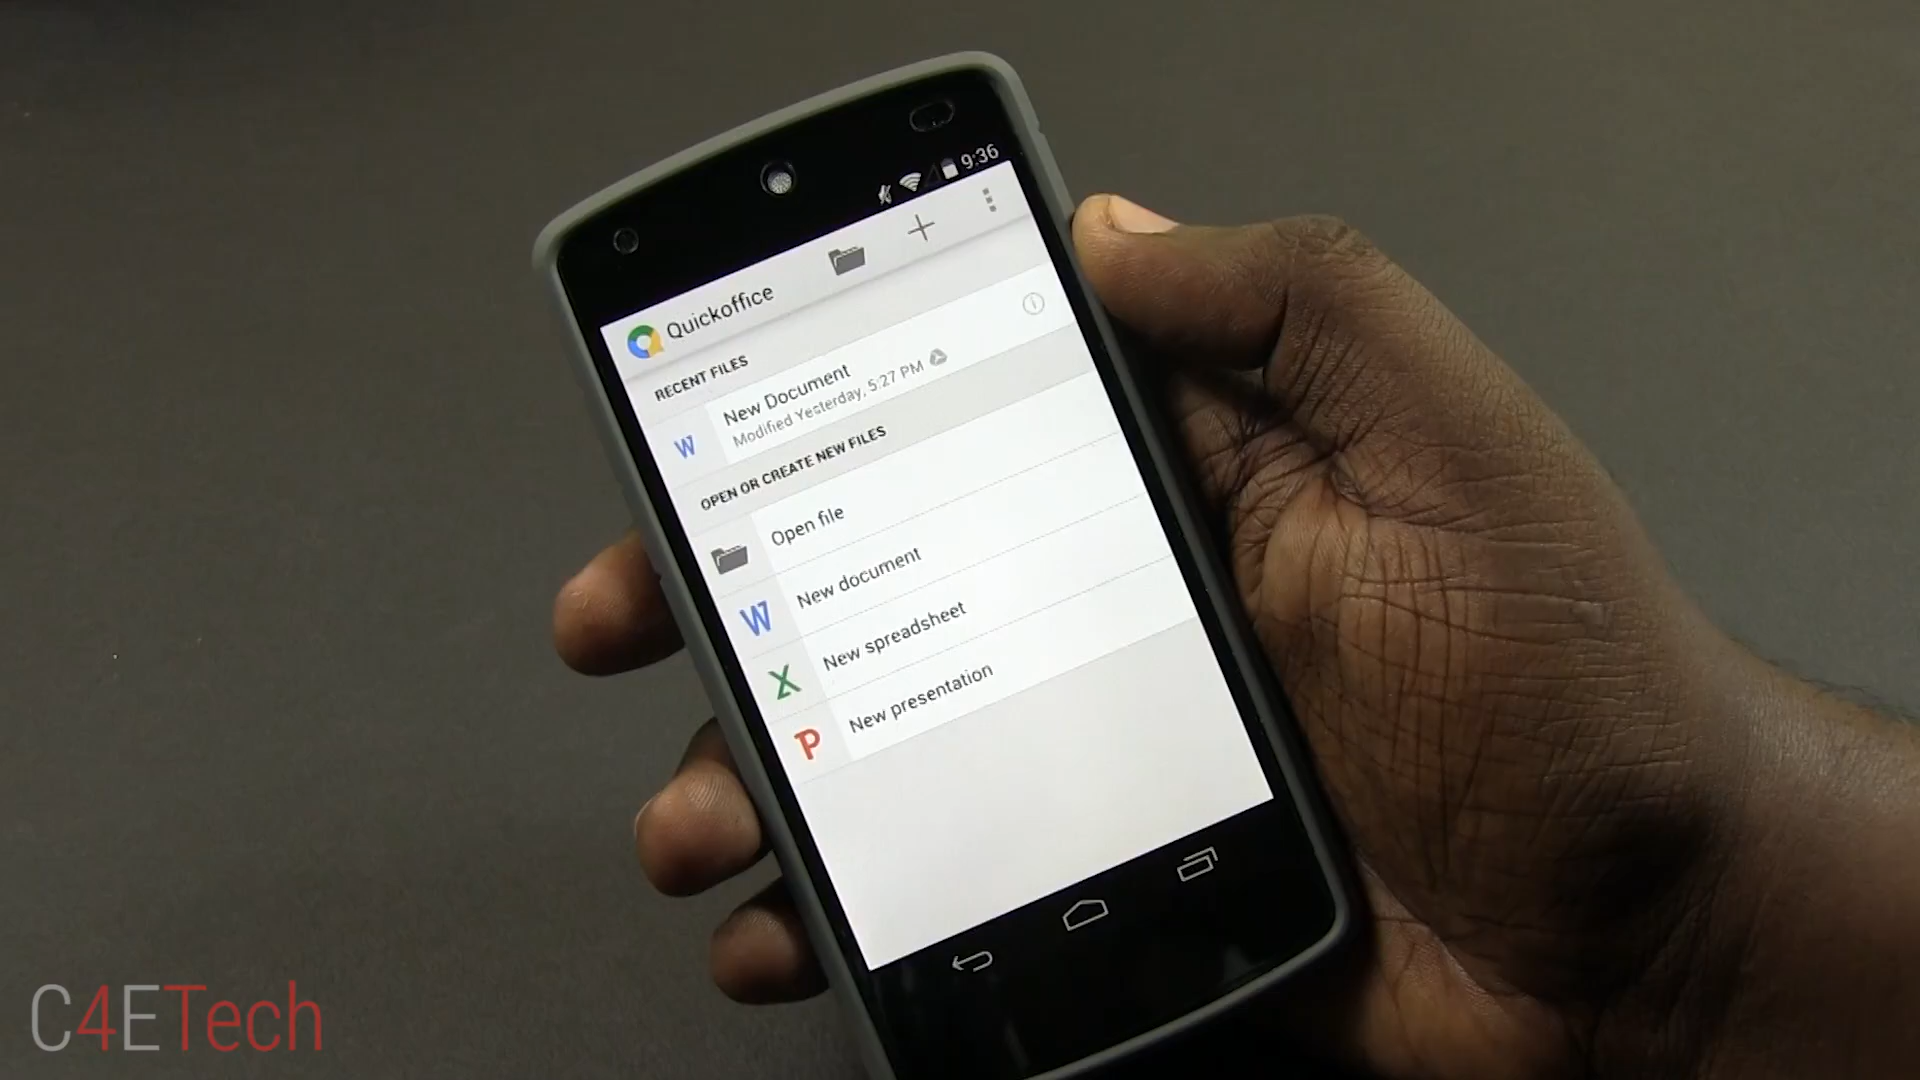 9:36
Quickoffice
RECENT FILES
New Document
Modified Yesterday, 5:27 PM
OPEN OR CREATE NEW FILES
Open file
New document
New spreadsheet
New presentation
C4ETech